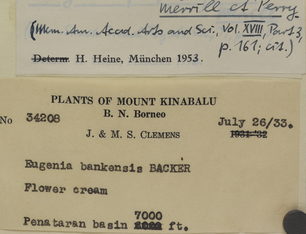 Merrill et Perry
(Mem. Am. Acad. Arts and Sci., Vol. XVIII, Part 3,
p. 161; cit.)
Determ. H. Heine, München 1953.
PLANTS OF MOUNT KINABALU
B. N. Borneo
No 34208 July 26/33.
J. & M. S. CLEMENS 1931-'32
Eugenia bankensis BACKER
Flower cream
7000
Penataran basin ft.